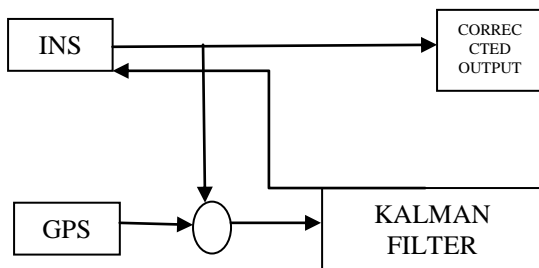 INS
CORREC
CTED
OUTPUT
GPS
KALMAN
FILTER